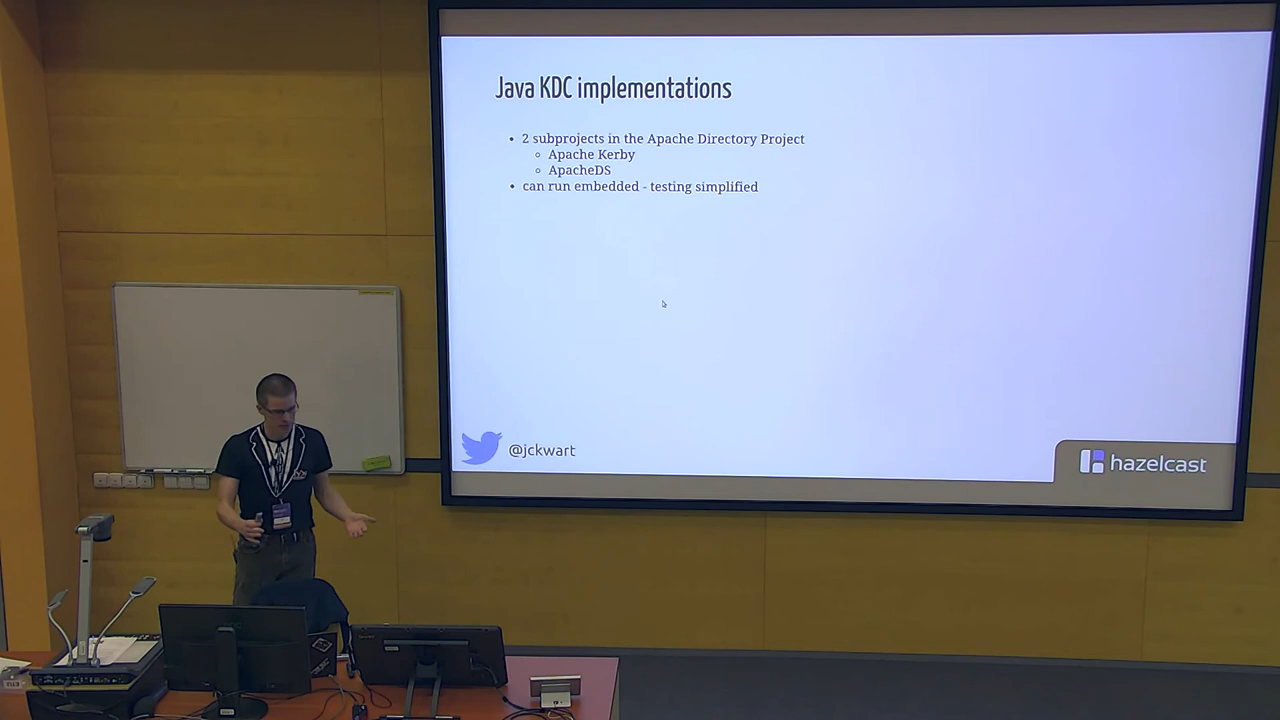 Java KDC implementations
• 2 subprojects in the Apache Directory Project
◦ Apache Kerby
◦ ApacheDS
• can run embedded - testing simplified
@jckwart
hazelcast